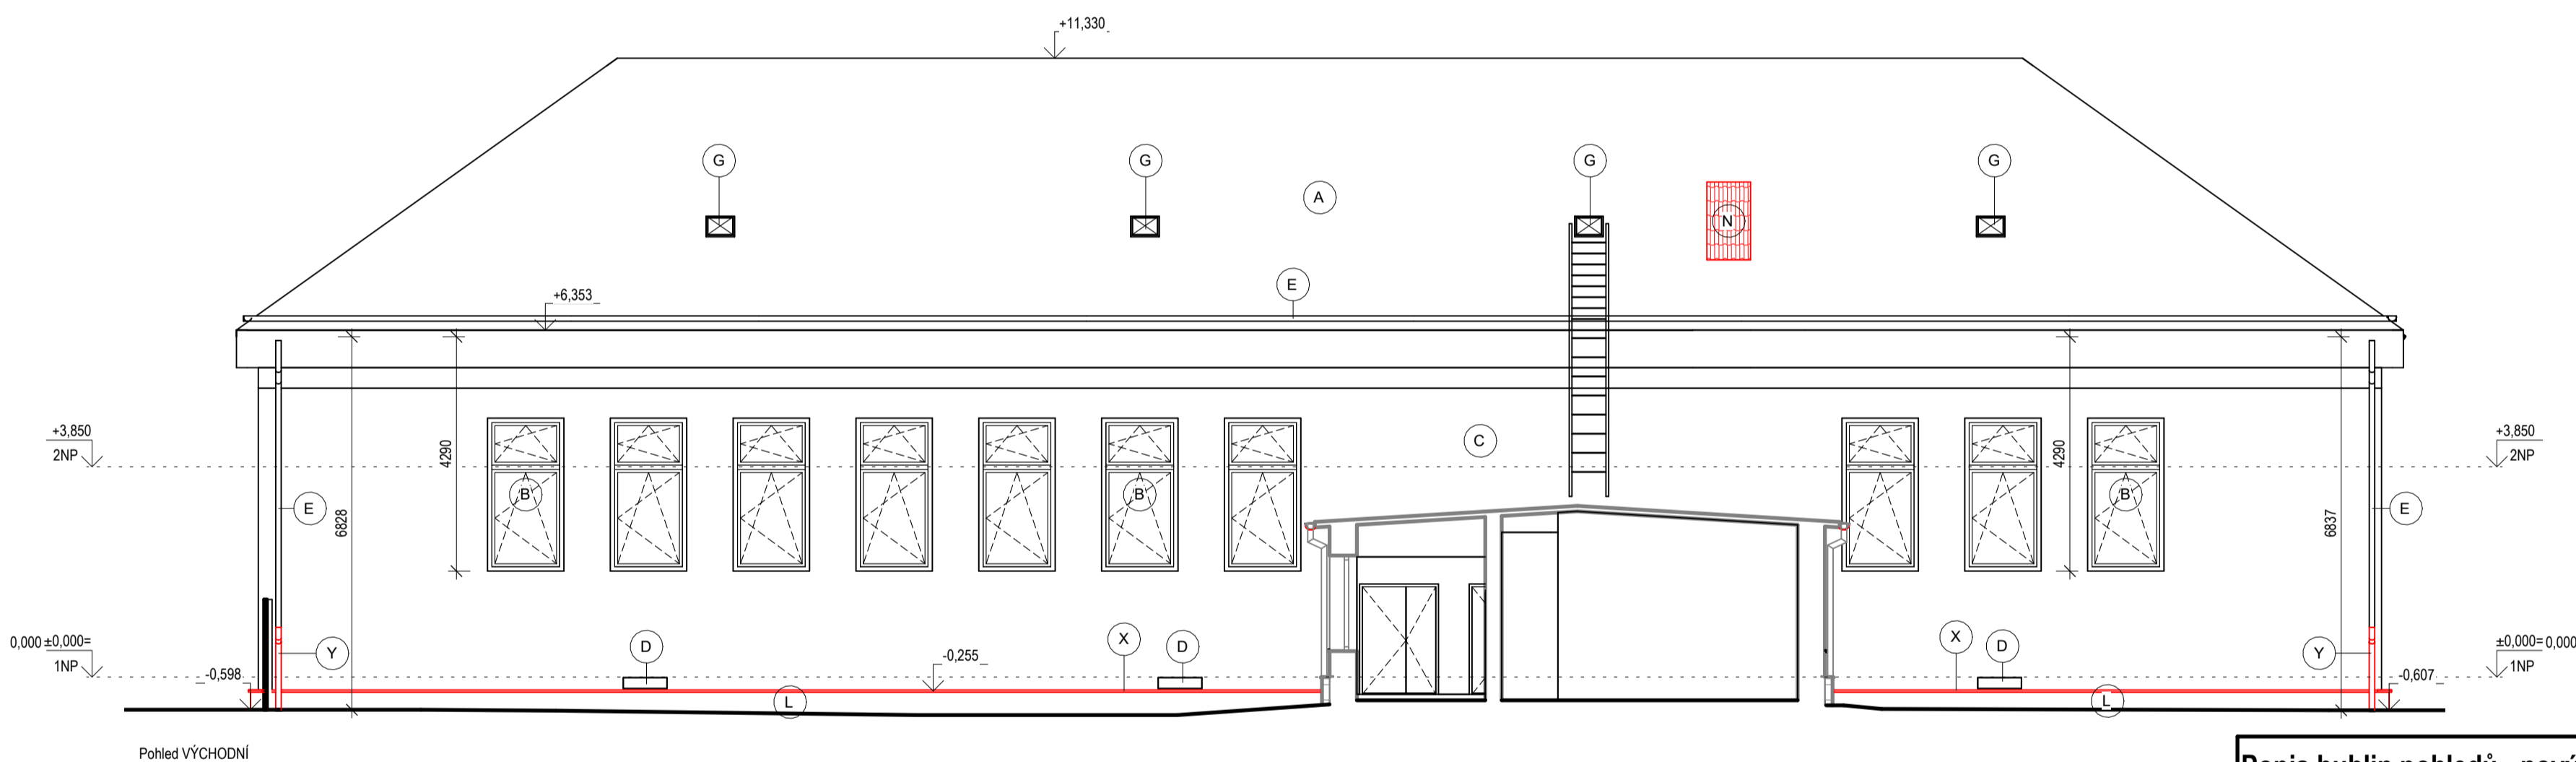 +11,330
G
G
G
G
A
N
E
+6,353
+3,850
2NP
4290
C
4290
+3,850
2NP
B
B
B
E
6828
6837
E
0,000 ±0,000=
1NP
Y
D
X
D
X
D
Y
±0,000= 0,000
1NP
-0,598
-0,255
-0,607
L
L
Pohled VÝCHODNÍ